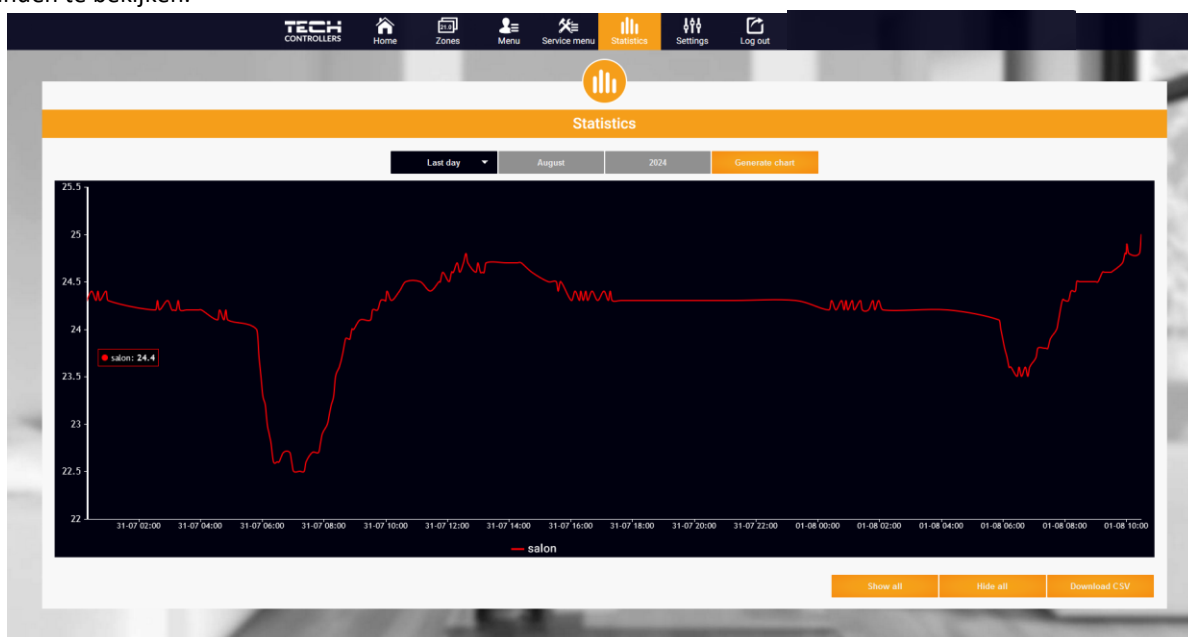 te bekijken.
TECH
CONTROLLERS
Home
21.0
Zones
Menu
Service menu
Statistics
Settings
Log out
Statistics
Last day
August
2024
Generate chart
25.5
25
24.5
24
23.5
23
22.5
22
salon: 24.4
31-07 02:00 31-07 04:00 31-07 06:00 31-07 08:00 31-07 10:00 31-07 12:00 31-07 14:00 31-07 16:00 31-07 18:00 31-07 20:00 31-07 22:00 01-08 00:00 01-08 02:00 01-08 04:00 01-08 06:00 01-08 08:00 01-08 10:00
salon
Show all
Hide all
Download CSV